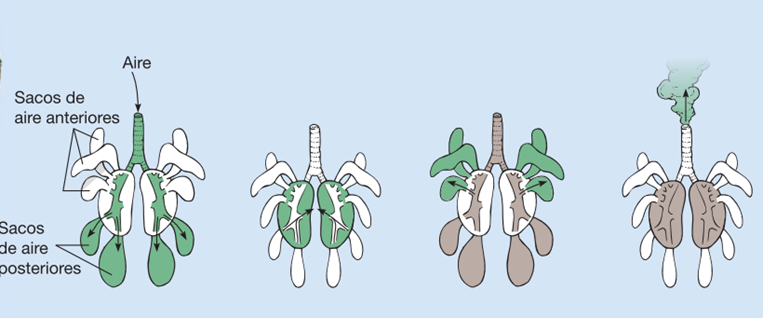 Aire
Sacos de
aire anteriores
Sacos
de aire
posteriores